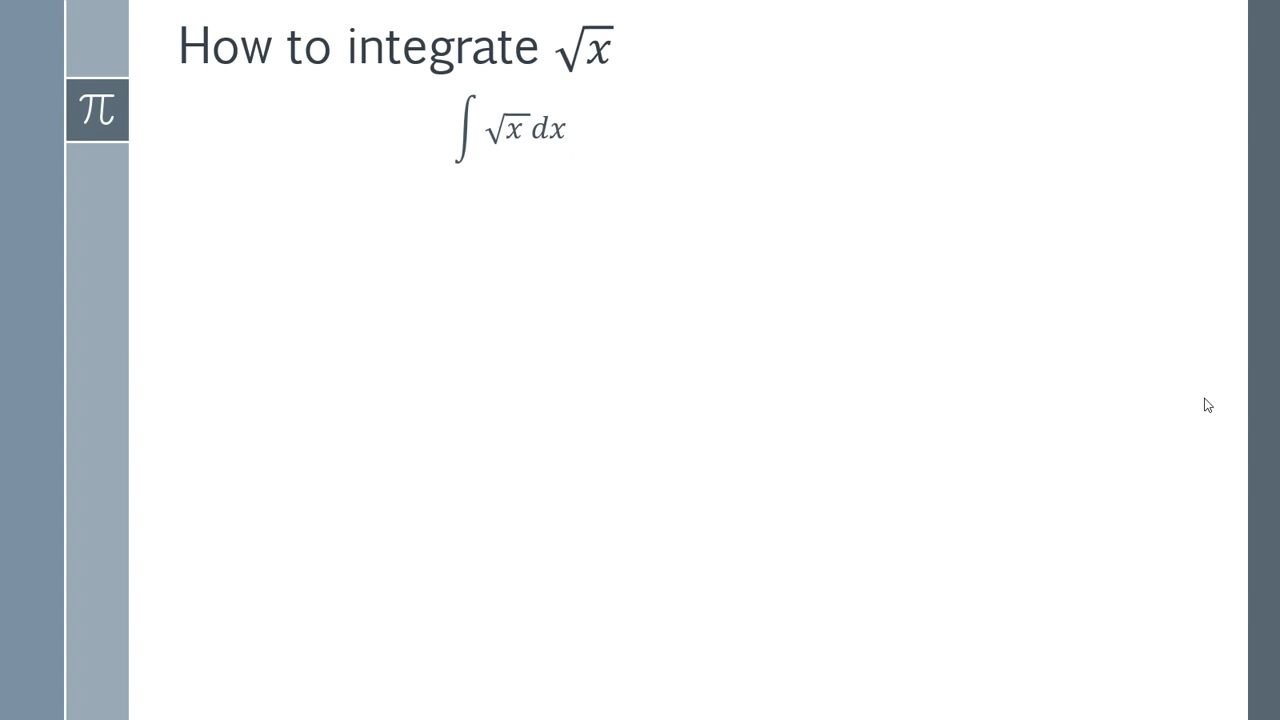 How to integrate √x
π
∫ √x dx